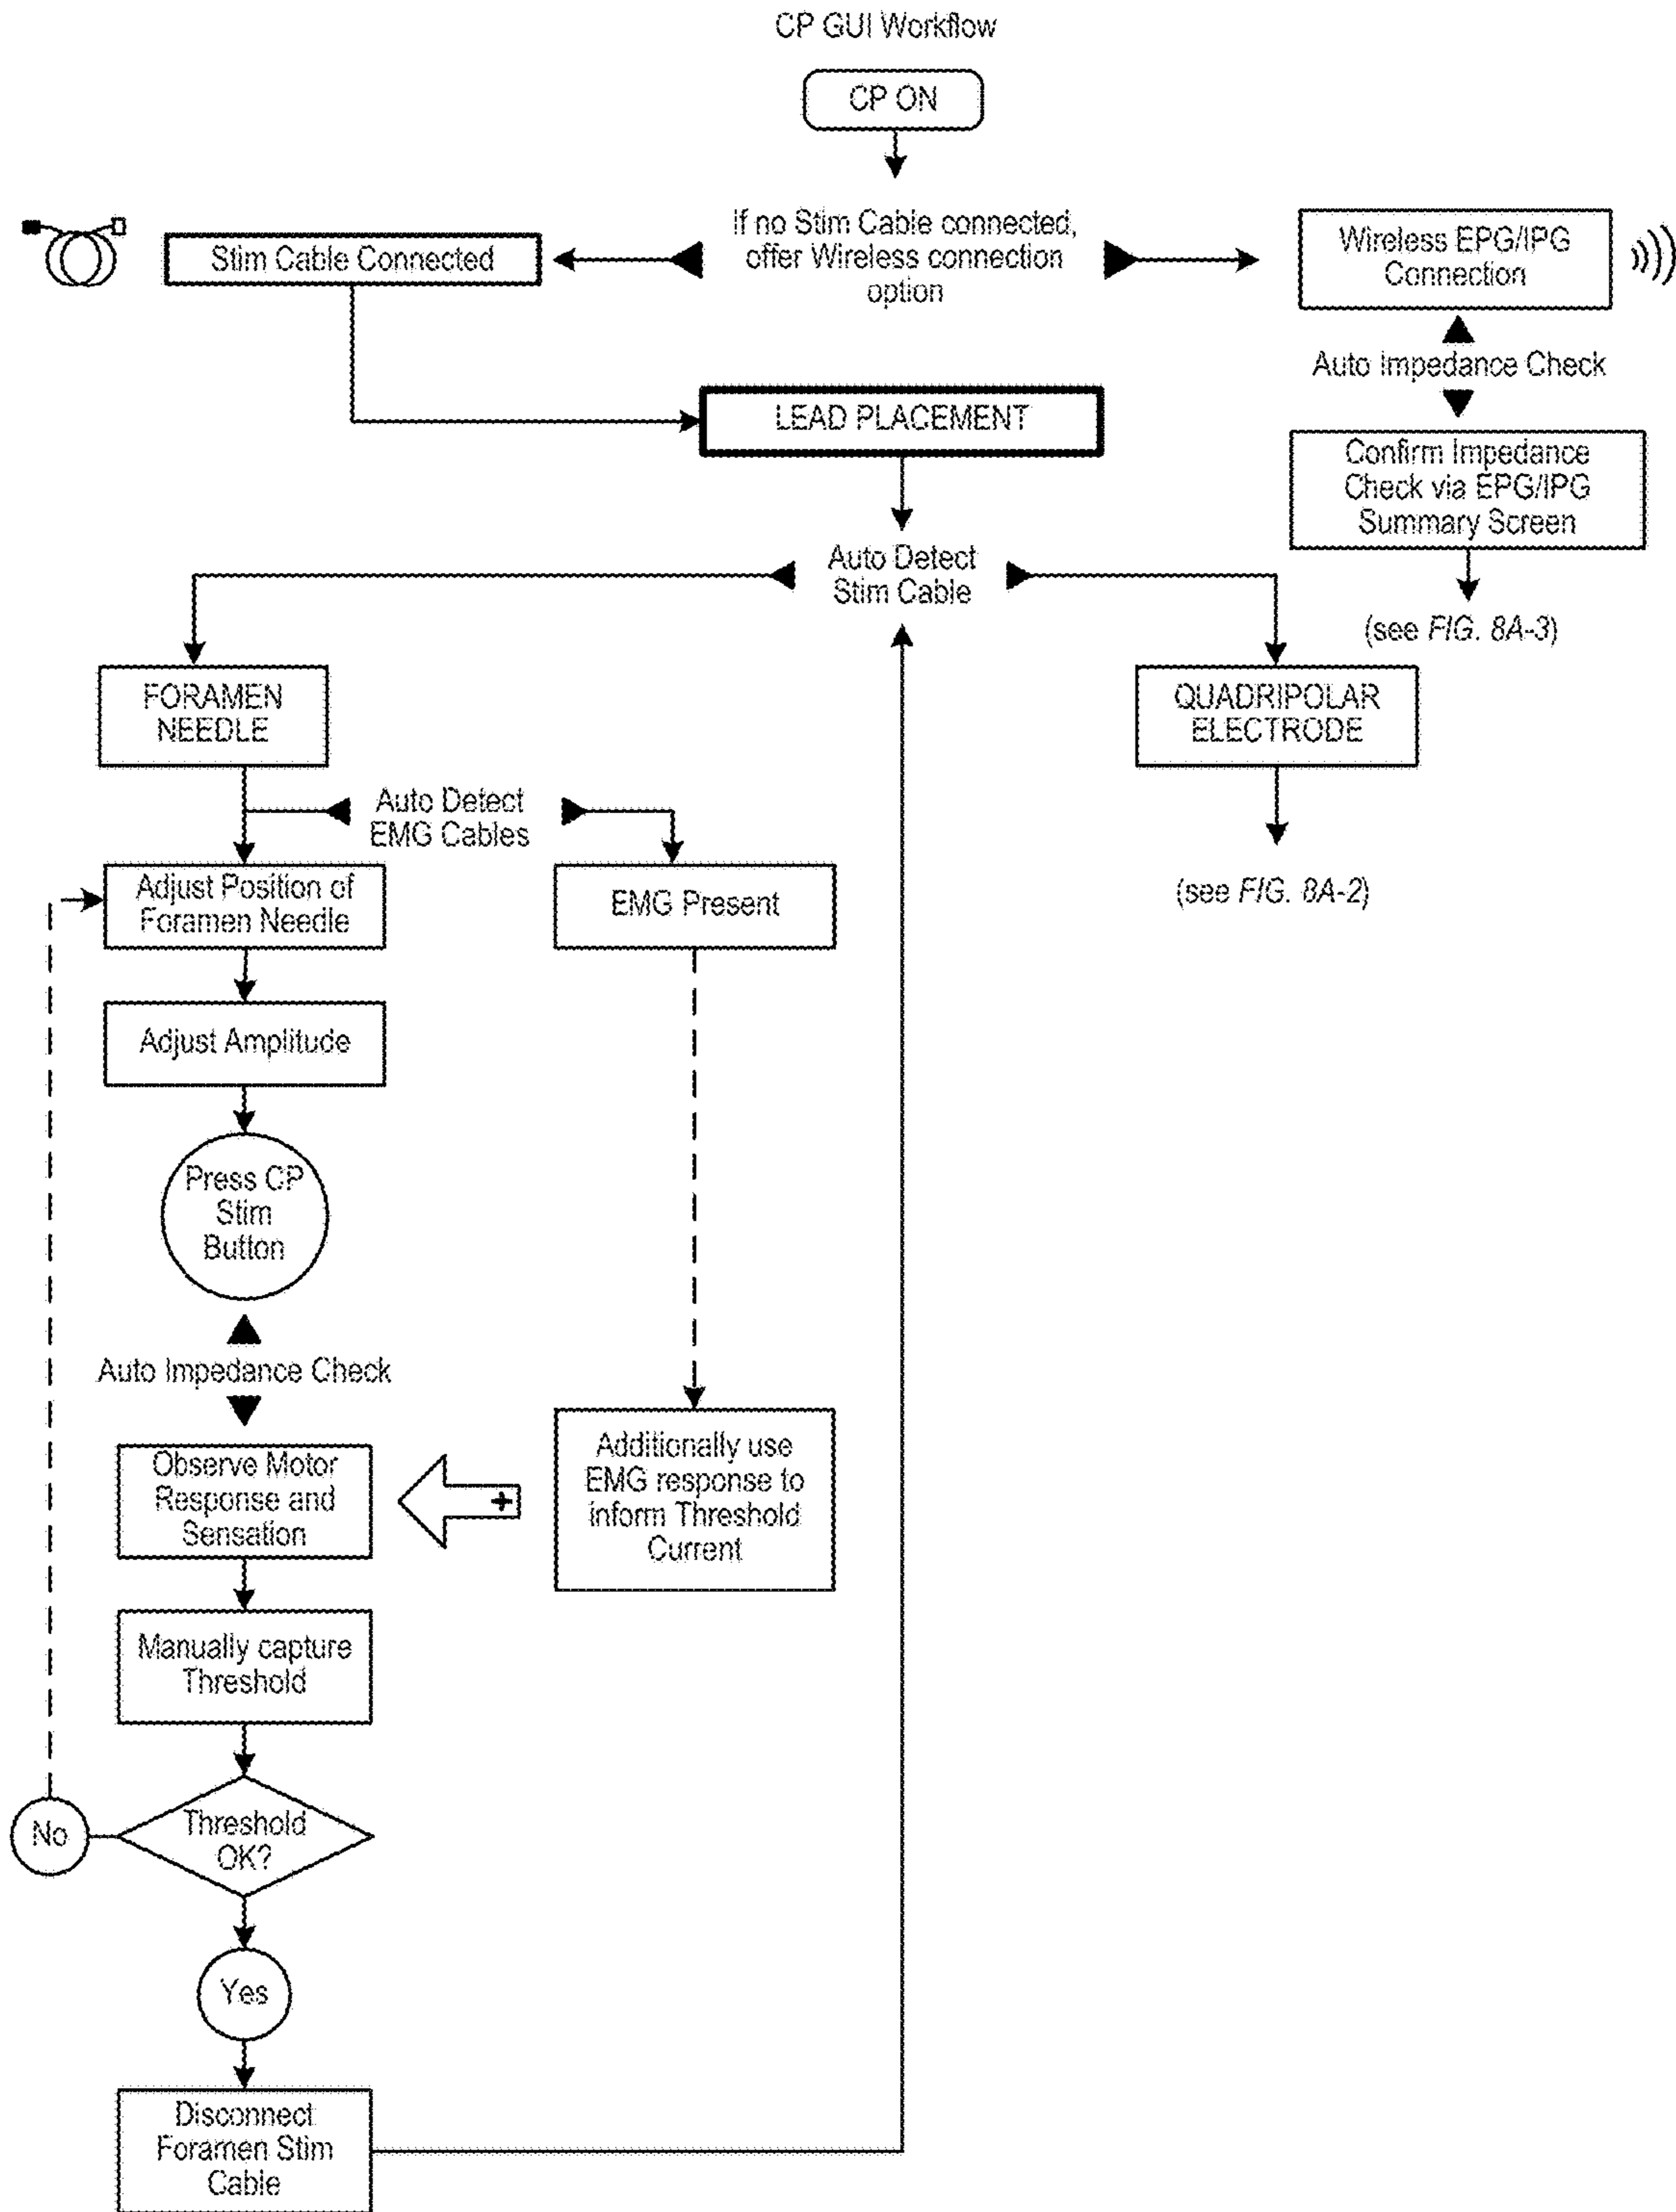 CP GUI Workflow
CP ON
If no Stim Cable connected,
offer Wireless connection
option
Stim Cable Connected
Wireless EPG/IPG
Connection
Auto Impedance Check
LEAD PLACEMENT
Confirm Impedance
Check via EPG/IPG
Summary Screen
(see FIG. 8A-3)
Auto Detect
Stim Cable
FORAMEN
NEEDLE
QUADRIPOLAR
ELECTRODE
(see FIG. 8A-2)
Auto Detect
EMG Cables
Adjust Position of
Foramen Needle
EMG Present
Adjust Amplitude
Press CP
Stim
Button
Auto Impedance Check
Observe Motor
Response and
Sensation
+
Additionally use
EMG response to
inform Threshold
Current
Manually capture
Threshold
Threshold
OK?
No
Yes
Disconnect
Foramen Stim
Cable